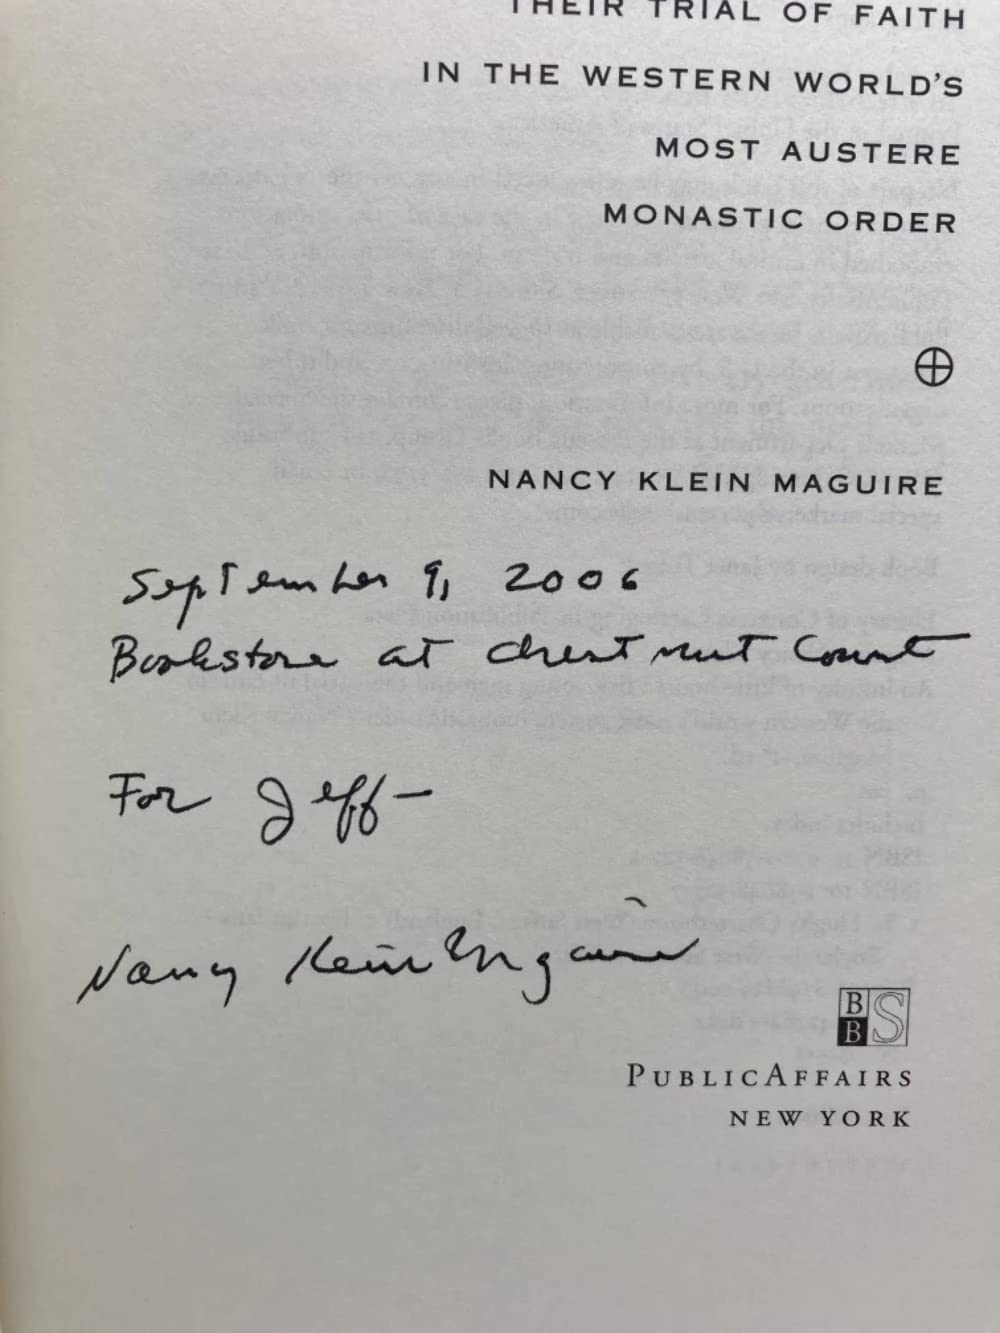 THEIR TRIAL OF FAITH
IN THE WESTERN WORLD'S
MOST AUSTERE
MONASTIC ORDER
NANCY KLEIN MAGUIRE
September 9, 2006
Bookstore at Chestnut Court
For Jeff—
Nancy Klein Maguire
BBS
PUBLICAFFAIRS
NEW YORK